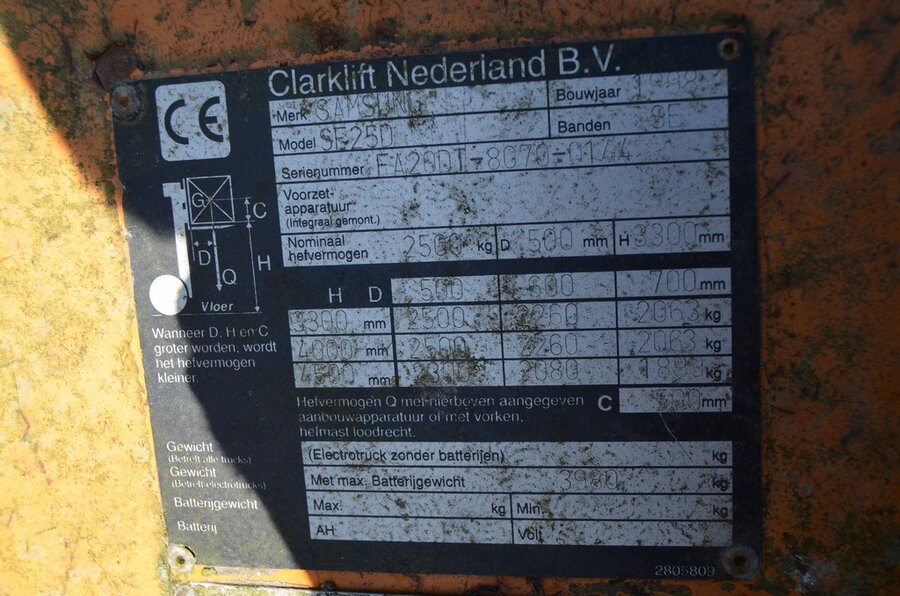 Clarklift Nederland B.V.
CE
Merk SAMSUNG Bouwjaar 1998
Model SF25D Banden
Serienummer
Voorzet-
apparatuur
(Integraal gemont.)
Nominaal
hefvermogen 2500 kg D 500 mm H 3300 mm
G
C
D
Q
H
Vloer
H D 500 600 700 mm
3300 mm 2500 2260 2063 kg
4000 mm 2500 2260 2063 kg
4500 mm 2300 2080 kg
Wanneer D, H en C
groter worden, wordt
het hefvermogen
kleiner.
Hefvermogen Q met hierboven aangegeven
aanbouwapparatuur of met vorken,
hefmast loodrecht.
C mm
Gewicht
(Betreft alle trucks)
(Electrotruck zonder batterijen) kg
Gewicht
(Betreft electrotrucks)
Met max. Batterijgewicht 3990 kg
Batterijgewicht Max. kg Min. kg
Batterij AH Volt
2805809